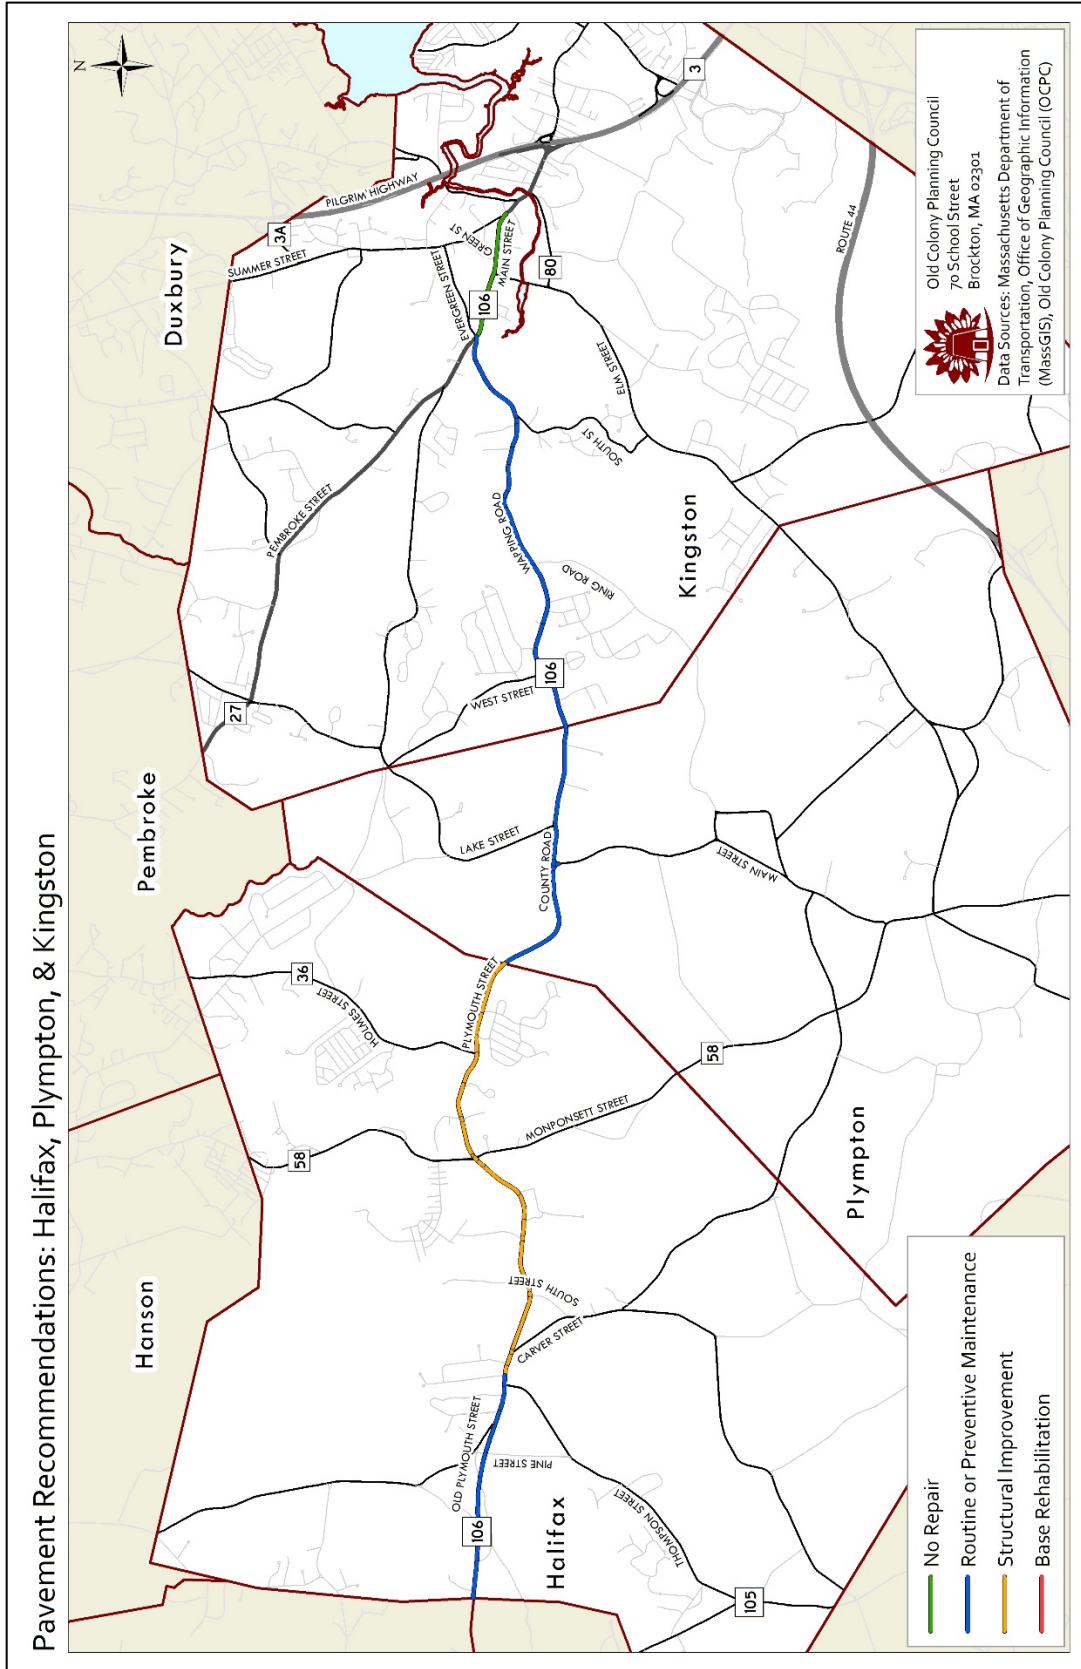 Pavement Recommendations: Halifax, Plympton, & Kingston
N
Hanson
Pembroke
Duxbury
58
36
27
3A
SUMMER STREET
PILGRIM HIGHWAY
3
HOLMES STREET
PEMBROKE STREET
EVERGREEN STREET
GREEN ST
MAIN STREET
106
80
OLD PLYMOUTH STREET
106
PINE STREET
Halifax
THOMPSON STREET
105
CARVER STREET
SOUTH STREET
MONPONSETT STREET
58
PLYMOUTH STREET
LAKE STREET
COUNTY ROAD
MAIN STREET
WEST STREET
106
RING ROAD
WAPPING ROAD
SOUTH ST
ELM STREET
Kingston
Plympton
ROUTE 44
No Repair
Routine or Preventive Maintenance
Structural Improvement
Base Rehabilitation
Old Colony Planning Council
70 School Street
Brockton, MA 02301
Data Sources: Massachusetts Department of
Transportation, Office of Geographic Information
(MassGIS), Old Colony Planning Council (OCPC)